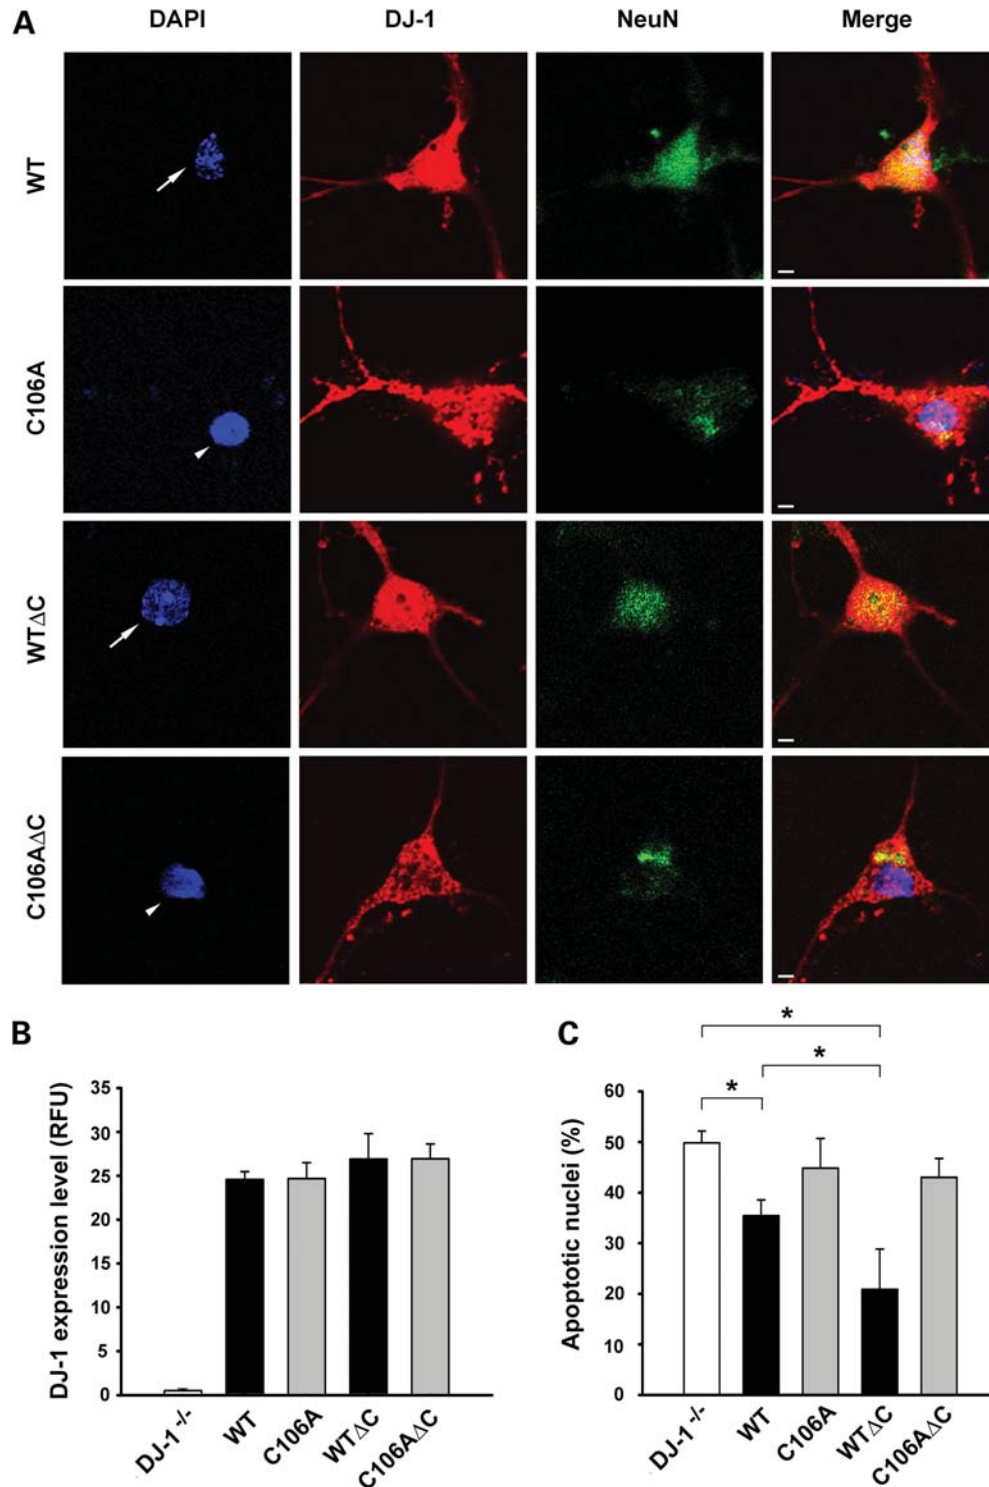 A
DAPI DJ-1 NeuN Merge
WT
C106A
WTΔC
C106AΔC
B
DJ-1 expression level (RFU)
35
30
25
20
15
10
5
0
DJ-1 -/- WT C106A WTΔC C106AΔC
C
*
*
*
Apoptotic nuclei (%)
60
50
40
30
20
10
0
DJ-1 -/- WT C106A WTΔC C106AΔC